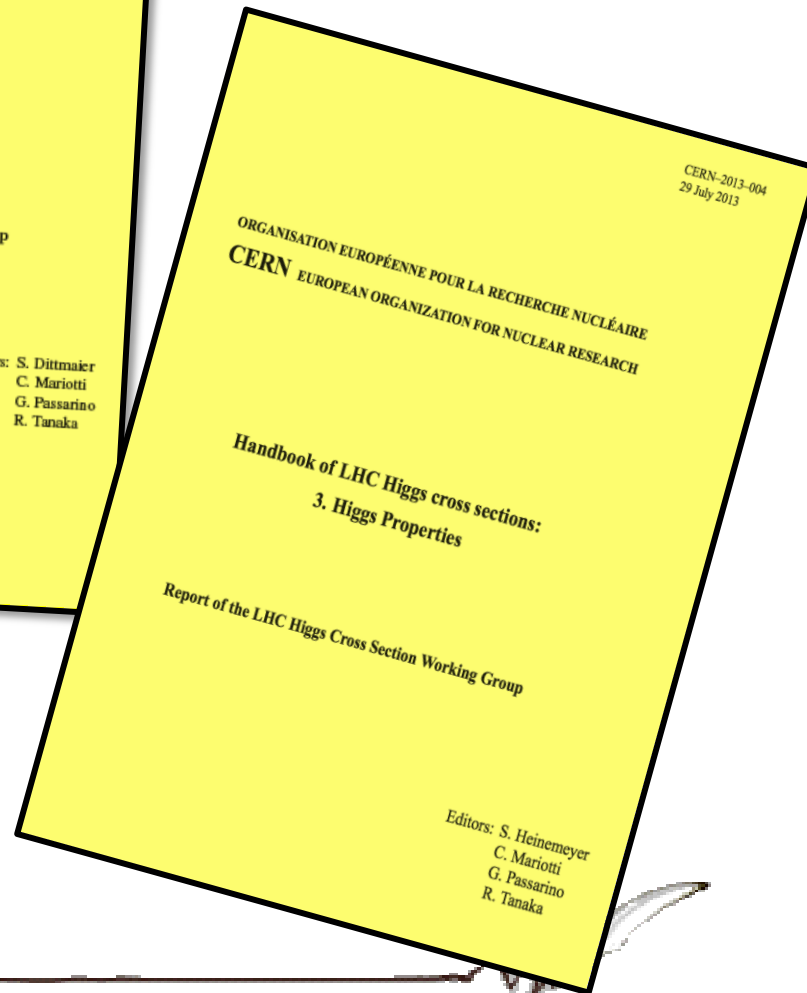 p
s: S. Dittmaier
C. Mariotti
G. Passarino
R. Tanaka
CERN–2013–004
29 July 2013
ORGANISATION EUROPÉENNE POUR LA RECHERCHE NUCLÉAIRE
CERN EUROPEAN ORGANIZATION FOR NUCLEAR RESEARCH
Handbook of LHC Higgs cross sections:
3. Higgs Properties
Report of the LHC Higgs Cross Section Working Group
Editors: S. Heinemeyer
C. Mariotti
G. Passarino
R. Tanaka